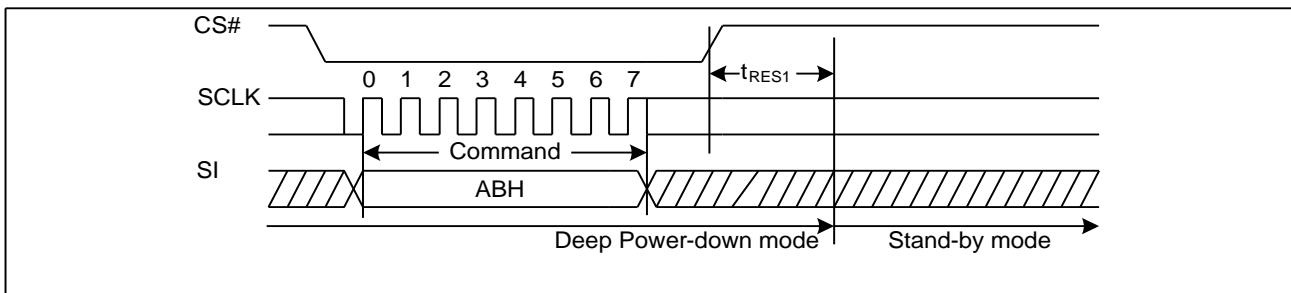 CS#
tRES1
0 1 2 3 4 5 6 7
SCLK
Command
SI
ABH
Deep Power-down mode Stand-by mode